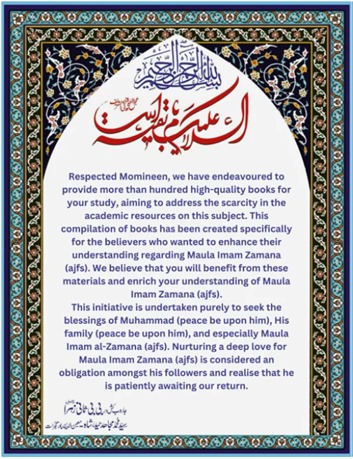 بسم الله الرحمن الرحیم
السلام علیک یا بقیة الله
Respected Momineen, we have endeavoured to
provide more than hundred high-quality books for
your study, aiming to address the scarcity in the
academic resources on this subject. This
compilation of books has been created specifically
for the believers who wanted to enhance their
understanding regarding Maula Imam Zamana
(ajfs). We believe that you will benefit from these
materials and enrich your understanding of Maula
Imam Zamana (ajfs).
This initiative is undertaken purely to seek the
blessings of Muhammad (peace be upon him), His
family (peace be upon him), and especially Maula
Imam al-Zamana (ajfs). Nurturing a deep love for
Maula Imam Zamana (ajfs) is considered an
obligation amongst his followers and realise that he
is patiently awaiting our return.